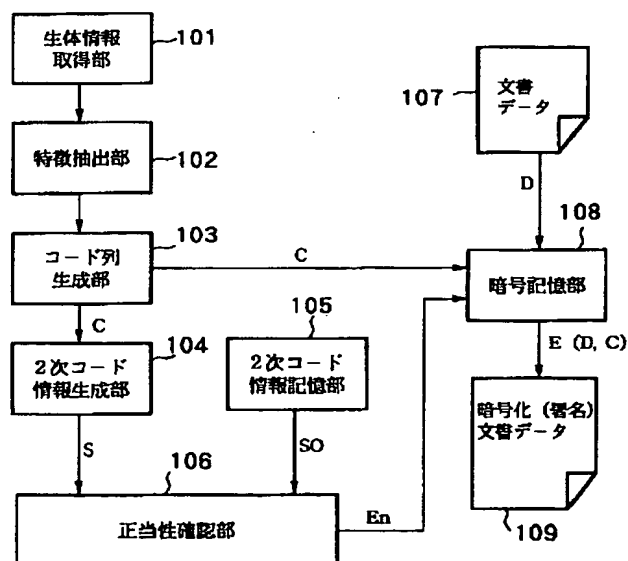 生体情報
取得部
101
特徴抽出部
102
コード列
生成部
103
C
C
2次コード
情報生成部
104
2次コード
情報記憶部
105
S
SO
106
正当性確認部
En
107
文書
データ
D
108
暗号記憶部
E (D, C)
暗号化（署名）
文書データ
109